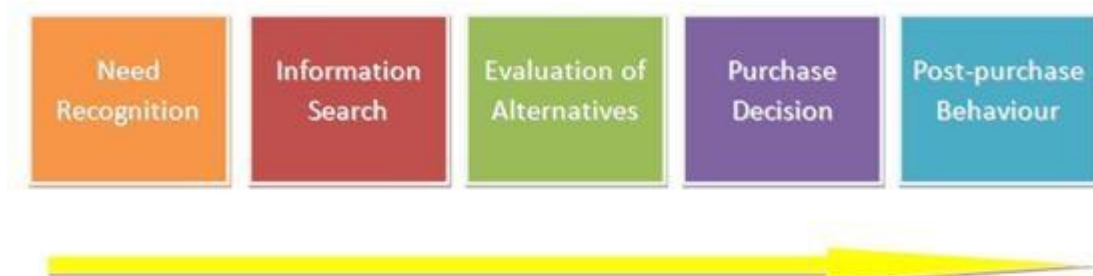 Need
Recognition
Information
Search
Evaluation of
Alternatives
Purchase
Decision
Post-purchase
Behaviour